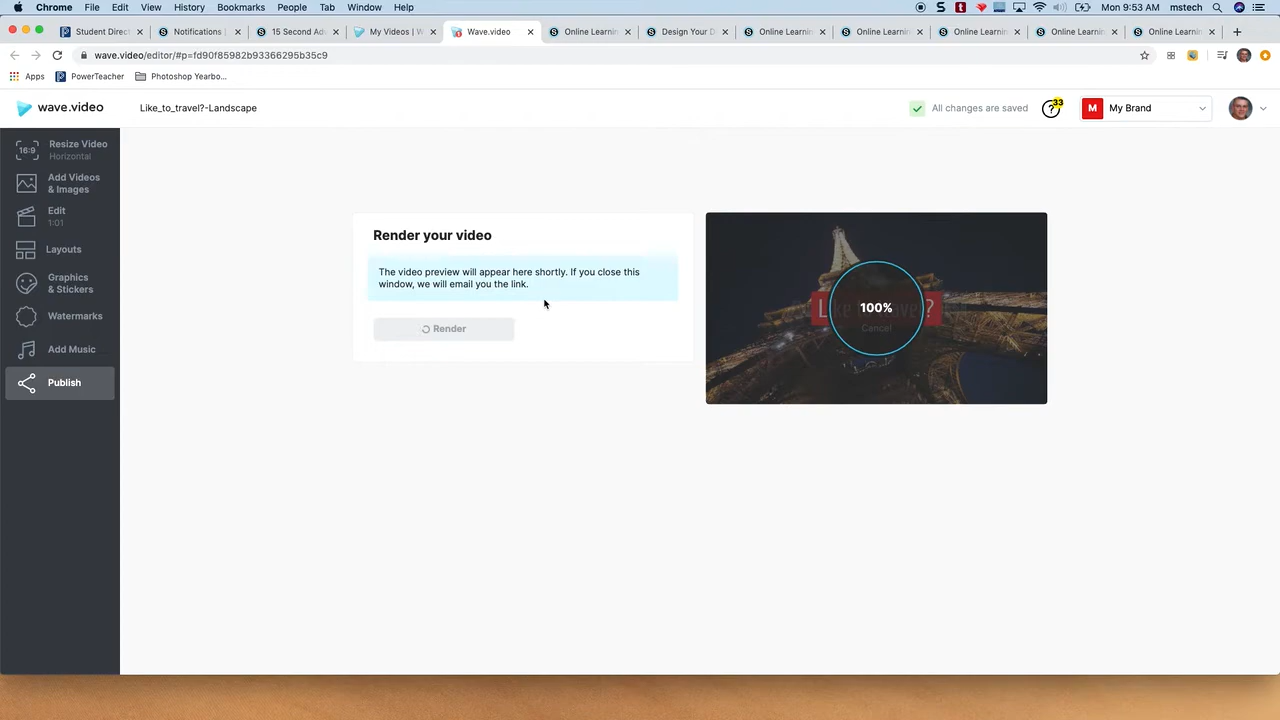 Chrome File Edit View History Bookmarks People Tab Window Help
Mon 9:53 AM mstech
Student Direct
Notifications |
15 Second Adv
My Videos | W
Wave.video
Online Learnin
Design Your D
Online Learnin
Online Learnin
Online Learnin
Online Learnin
Online Learnin
wave.video/editor/#p=fd90f85982b93366295b35c9
Apps PowerTeacher Photoshop Yearbo...
wave.video
Like_to_travel?-Landscape
All changes are saved
33
M My Brand
16:9
Resize Video
Horizontal
Add Videos
& Images
Edit
1:01
Layouts
Graphics
& Stickers
Watermarks
Add Music
Publish
Render your video
The video preview will appear here shortly. If you close this
window, we will email you the link.
Render
100%
Cancel